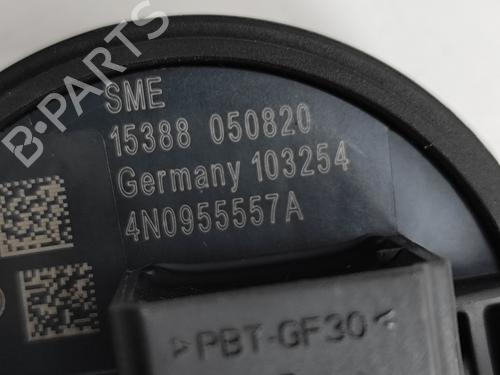 SME
15388 050820
Germany 103254
4N0955557A
>PBT-GF30<
B-Parts